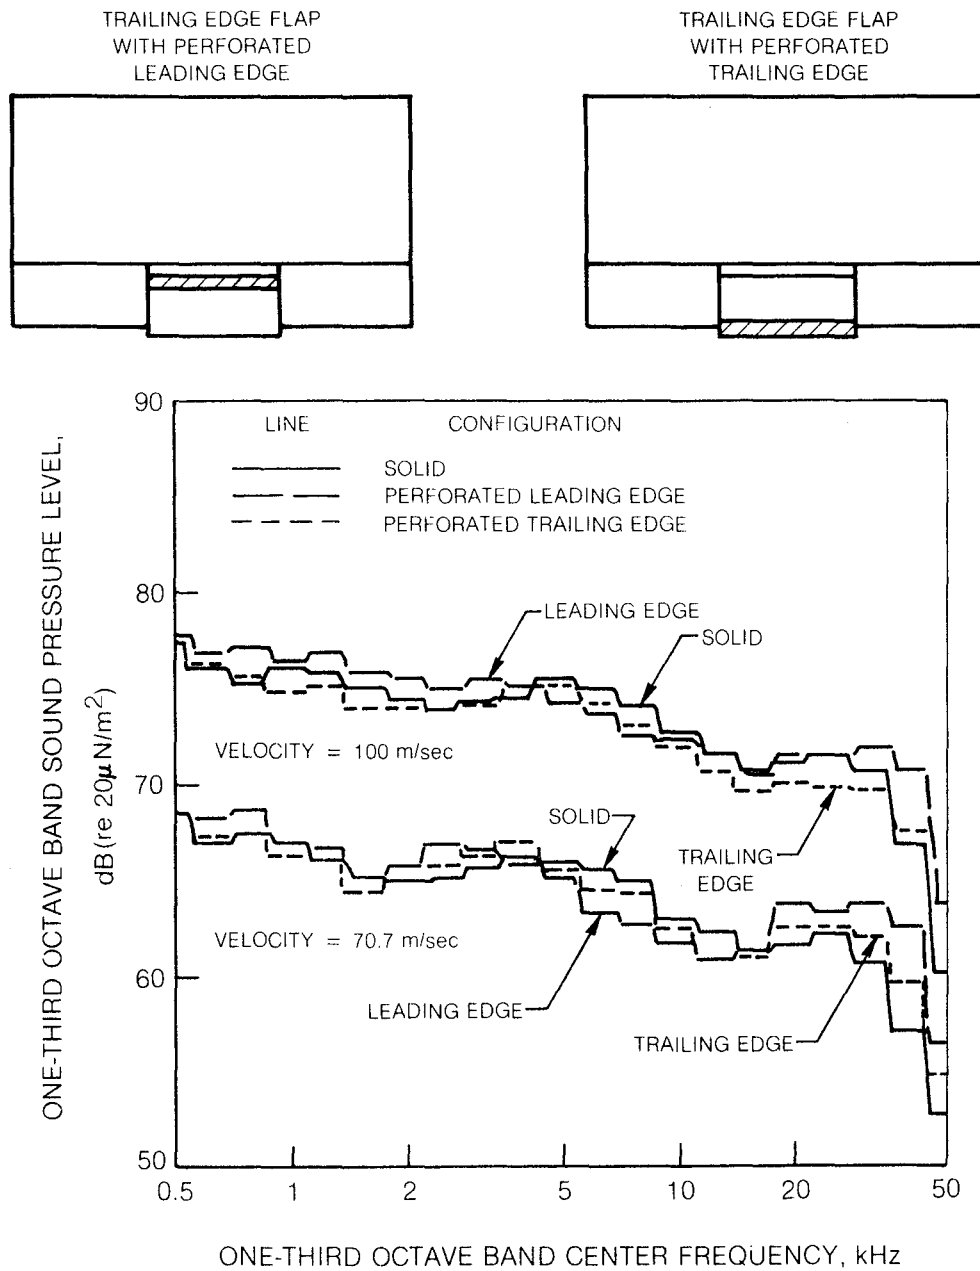 TRAILING EDGE FLAP
WITH PERFORATED
LEADING EDGE
TRAILING EDGE FLAP
WITH PERFORATED
TRAILING EDGE
ONE-THIRD OCTAVE BAND SOUND PRESSURE LEVEL,
dB (re 20μN/m²)
90
80
70
60
50
LINE CONFIGURATION
SOLID
PERFORATED LEADING EDGE
PERFORATED TRAILING EDGE
LEADING EDGE
SOLID
VELOCITY = 100 m/sec
SOLID
TRAILING
EDGE
VELOCITY = 70.7 m/sec
LEADING EDGE
TRAILING EDGE
0.5 1 2 5 10 20 50
ONE-THIRD OCTAVE BAND CENTER FREQUENCY, kHz